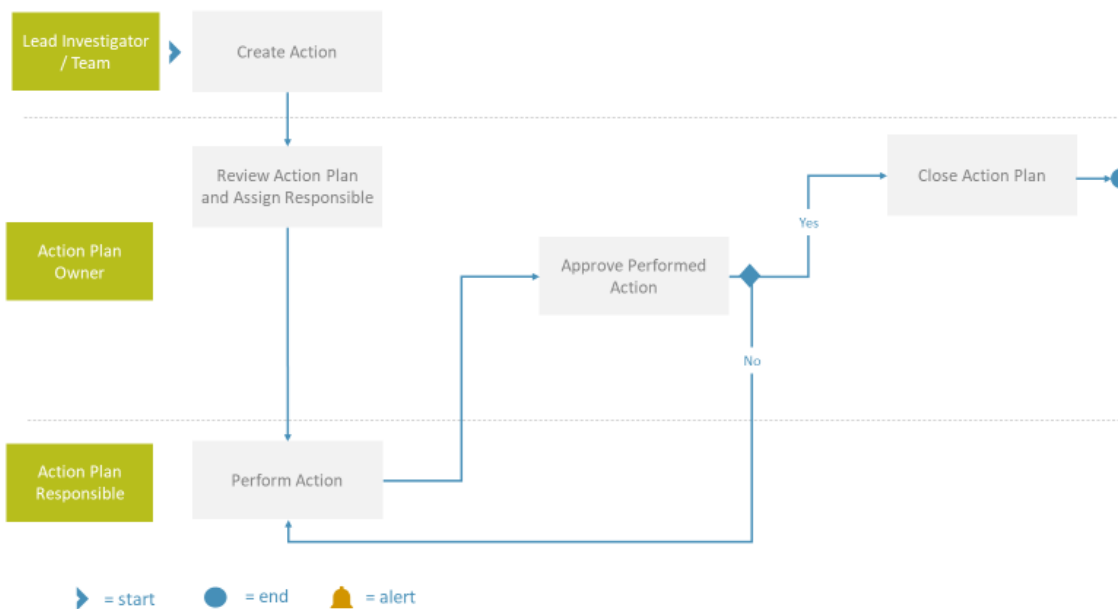 Lead Investigator
/ Team
Create Action
Review Action Plan
and Assign Responsible
Close Action Plan
Yes
Action Plan
Owner
Approve Performed
Action
No
Action Plan
Responsible
Perform Action
= start
= end
= alert